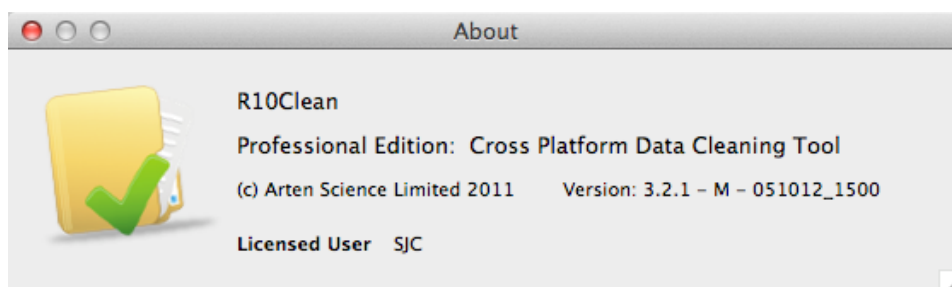 About
R10Clean
Professional Edition: Cross Platform Data Cleaning Tool
(c) Arten Science Limited 2011 Version: 3.2.1 – M – 051012_1500
Licensed User SJC